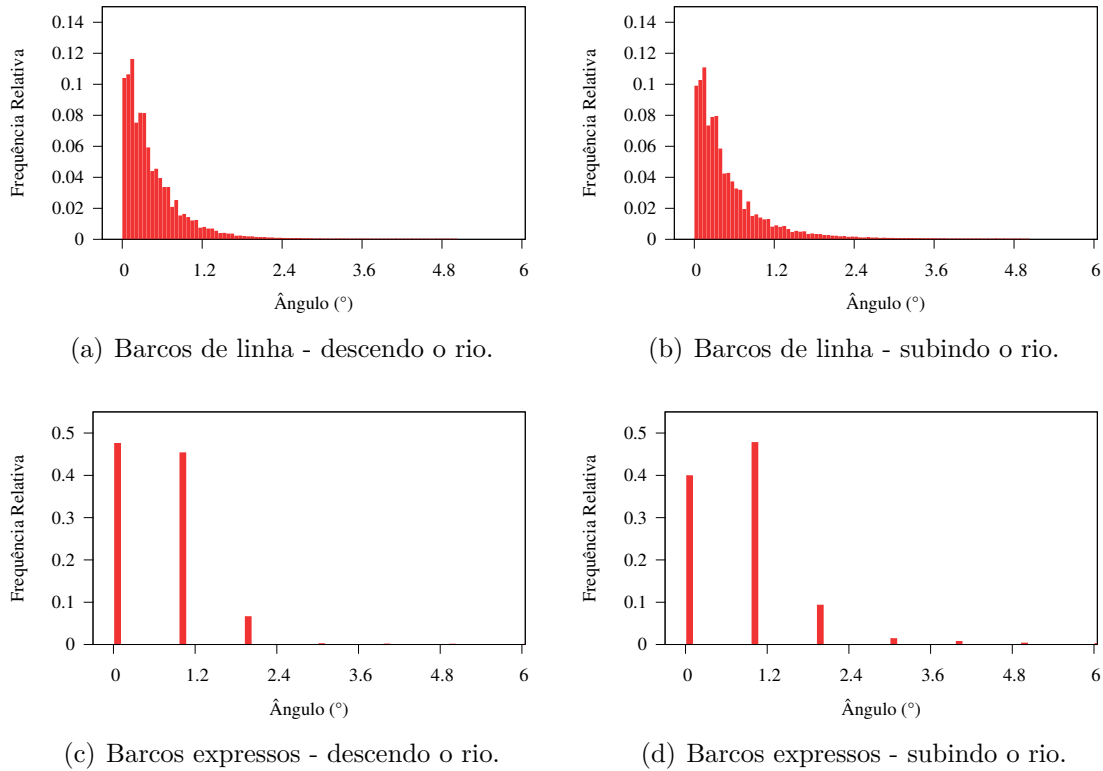 0.14
0.12
0.1
0.08
0.06
0.04
0.02
0
Frequência Relativa
0 1.2 2.4 3.6 4.8 6
Ângulo (°)
(a) Barcos de linha - descendo o rio.
0.14
0.12
0.1
0.08
0.06
0.04
0.02
0
Frequência Relativa
0 1.2 2.4 3.6 4.8 6
Ângulo (°)
(b) Barcos de linha - subindo o rio.
0.5
0.4
0.3
0.2
0.1
0
Frequência Relativa
0 1.2 2.4 3.6 4.8 6
Ângulo (°)
(c) Barcos expressos - descendo o rio.
0.5
0.4
0.3
0.2
0.1
0
Frequência Relativa
0 1.2 2.4 3.6 4.8 6
Ângulo (°)
(d) Barcos expressos - subindo o rio.